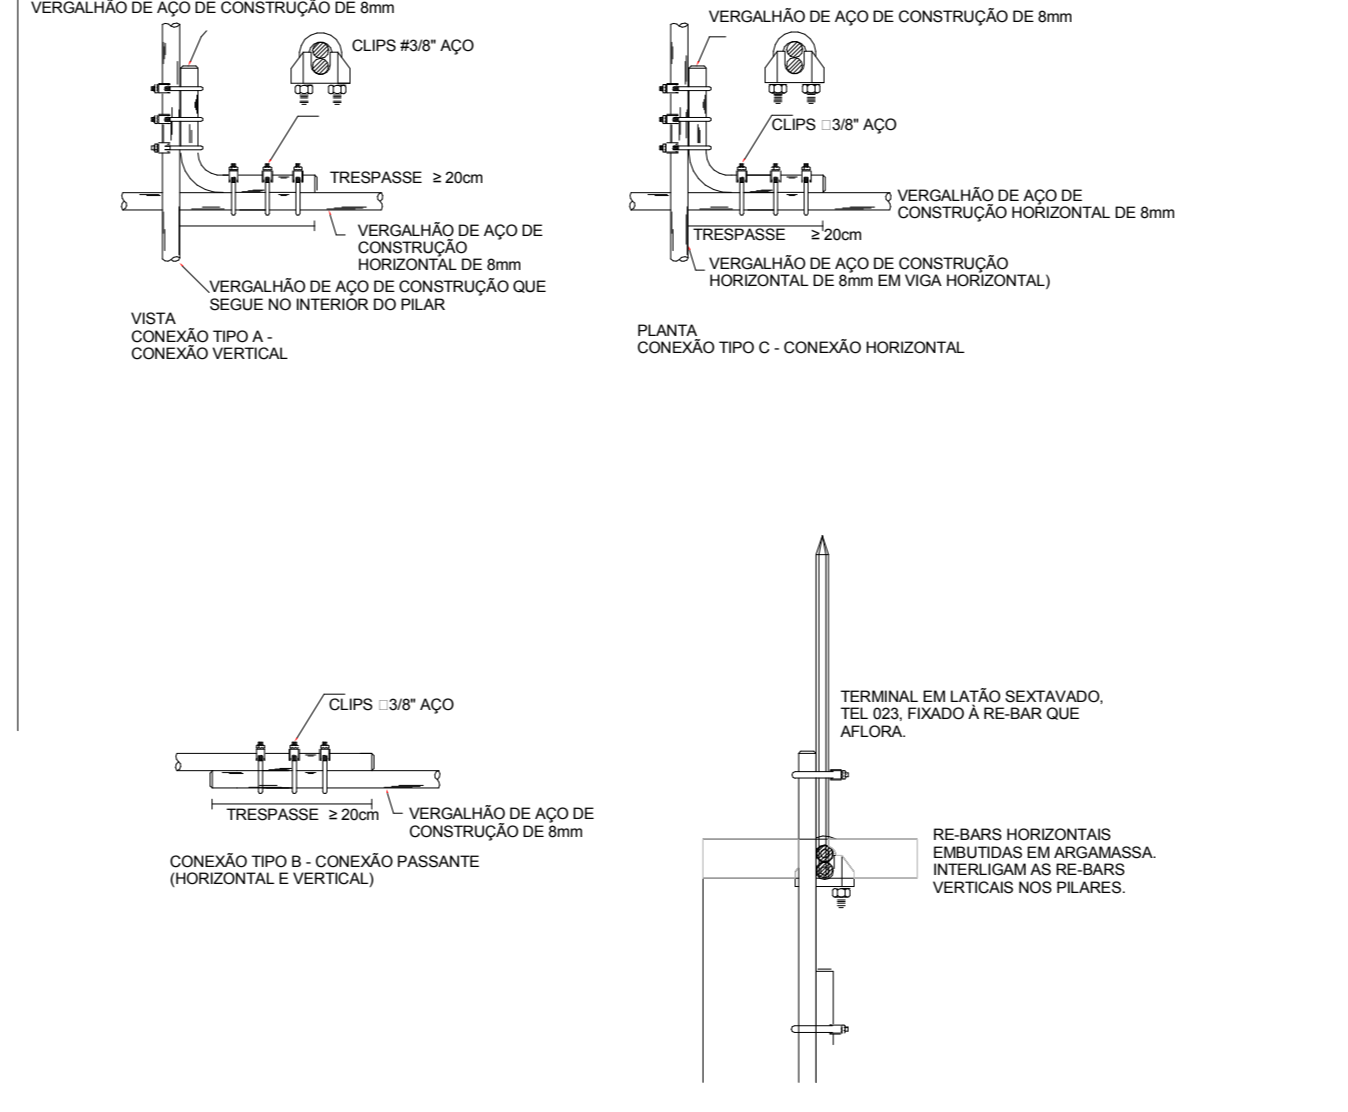 VERGALHÃO DE AÇO DE CONSTRUÇÃO DE 8mm
CLIPS #3/8" AÇO
TRESPASSE ≥ 20cm
VERGALHÃO DE AÇO DE
CONSTRUÇÃO
HORIZONTAL DE 8mm
VERGALHÃO DE AÇO DE CONSTRUÇÃO QUE
SEGUE NO INTERIOR DO PILAR
VISTA
CONEXÃO TIPO A -
CONEXÃO VERTICAL
VERGALHÃO DE AÇO DE CONSTRUÇÃO DE 8mm
CLIPS □3/8" AÇO
VERGALHÃO DE AÇO DE
CONSTRUÇÃO HORIZONTAL DE 8mm
TRESPASSE ≥ 20cm
VERGALHÃO DE AÇO DE CONSTRUÇÃO
HORIZONTAL DE 8mm EM VIGA HORIZONTAL)
PLANTA
CONEXÃO TIPO C - CONEXÃO HORIZONTAL
CLIPS □3/8" AÇO
TRESPASSE ≥ 20cm
VERGALHÃO DE AÇO DE
CONSTRUÇÃO DE 8mm
CONEXÃO TIPO B - CONEXÃO PASSANTE
(HORIZONTAL E VERTICAL)
TERMINAL EM LATÃO SEXTAVADO,
TEL 023, FIXADO À RE-BAR QUE
AFLORA.
RE-BARS HORIZONTAIS
EMBUTIDAS EM ARGAMASSA.
INTERLIGAM AS RE-BARS
VERTICAIS NOS PILARES.